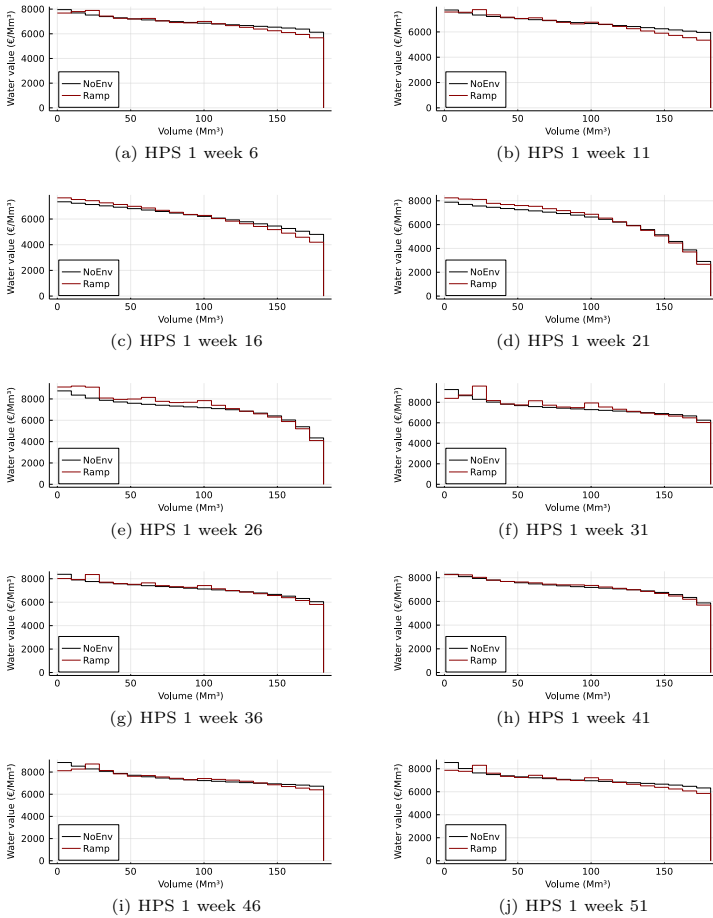 8000
6000
4000
2000
0
Water value (€/Mm³)
NoEnv
Ramp
0 50 100 150
Volume (Mm³)
(a) HPS 1 week 6
6000
4000
2000
0
Water value (€/Mm³)
NoEnv
Ramp
0 50 100 150
Volume (Mm³)
(b) HPS 1 week 11
6000
4000
2000
0
Water value (€/Mm³)
NoEnv
Ramp
0 50 100 150
Volume (Mm³)
(c) HPS 1 week 16
8000
6000
4000
2000
0
Water value (€/Mm³)
NoEnv
Ramp
0 50 100 150
Volume (Mm³)
(d) HPS 1 week 21
8000
6000
4000
2000
0
Water value (€/Mm³)
NoEnv
Ramp
0 50 100 150
Volume (Mm³)
(e) HPS 1 week 26
8000
6000
4000
2000
0
Water value (€/Mm³)
NoEnv
Ramp
0 50 100 150
Volume (Mm³)
(f) HPS 1 week 31
8000
6000
4000
2000
0
Water value (€/Mm³)
NoEnv
Ramp
0 50 100 150
Volume (Mm³)
(g) HPS 1 week 36
8000
6000
4000
2000
0
Water value (€/Mm³)
NoEnv
Ramp
0 50 100 150
Volume (Mm³)
(h) HPS 1 week 41
8000
6000
4000
2000
0
Water value (€/Mm³)
NoEnv
Ramp
0 50 100 150
Volume (Mm³)
(i) HPS 1 week 46
8000
6000
4000
2000
0
Water value (€/Mm³)
NoEnv
Ramp
0 50 100 150
Volume (Mm³)
(j) HPS 1 week 51